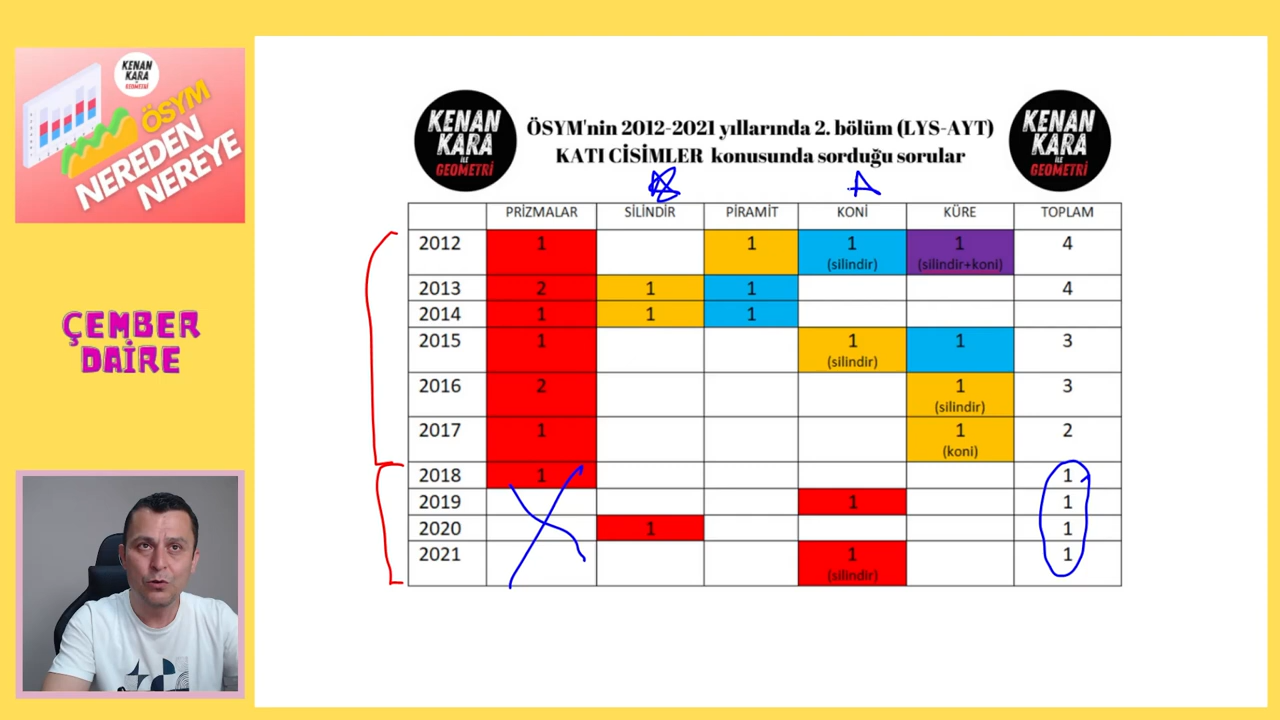 KENAN
KARA
ile
GEOMETRİ
ÖSYM
NEREDEN
NEREYE
ÇEMBER
DAİRE
KENAN
KARA
İLE
GEOMETRİ
ÖSYM'nin 2012-2021 yıllarında 2. bölüm (LYS-AYT)
KATI CİSİMLER konusunda sorduğu sorular
KENAN
KARA
İLE
GEOMETRİ
PRİZMALAR SİLİNDİR PİRAMİT KONİ KÜRE TOPLAM
2012 1 1 1 1 4
(silindir) (silindir+koni)
2013 2 1 1 4
2014 1 1 1
2015 1 1 1 3
(silindir)
2016 2 1 3
(silindir)
2017 1 1 2
(koni)
2018 1 1
2019 1 1
2020 1 1
2021 1 1
(silindir)